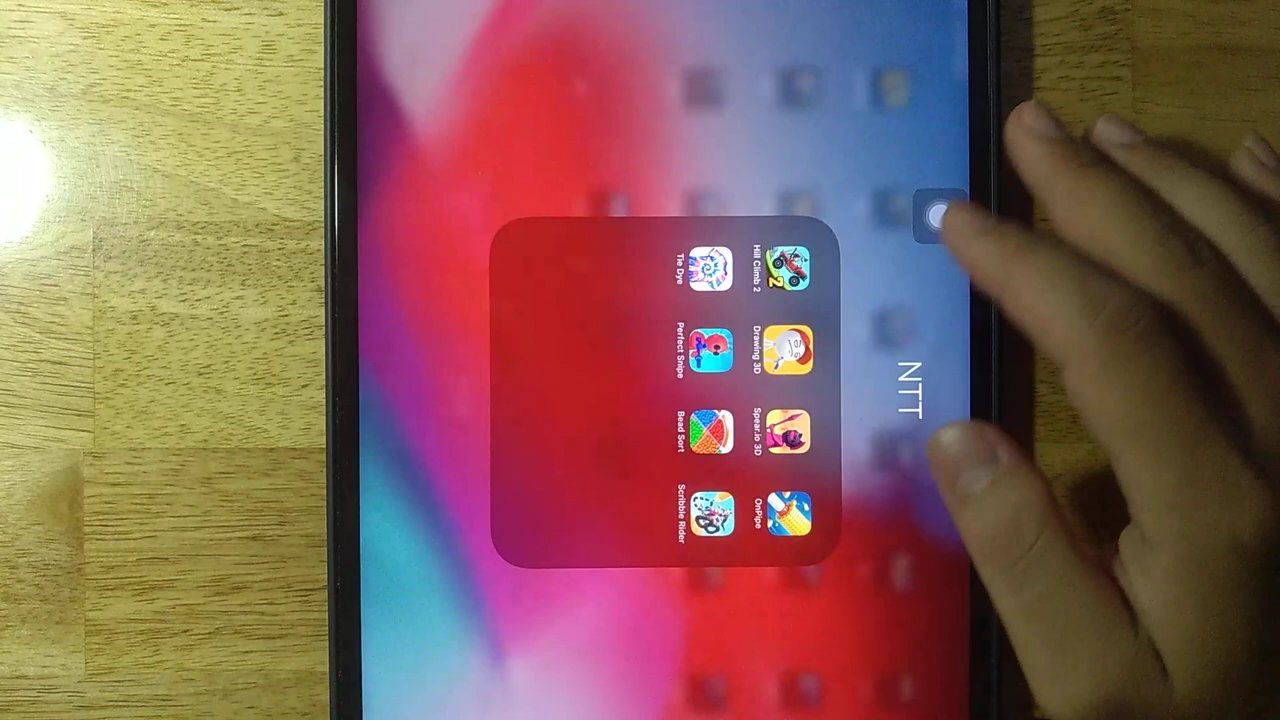 NTT
Hill Climb 2
Drawing 3D
Spear.io 3D
OnPipe
Tie Dye
Perfect Snipe
Bead Sort
Scribble Rider